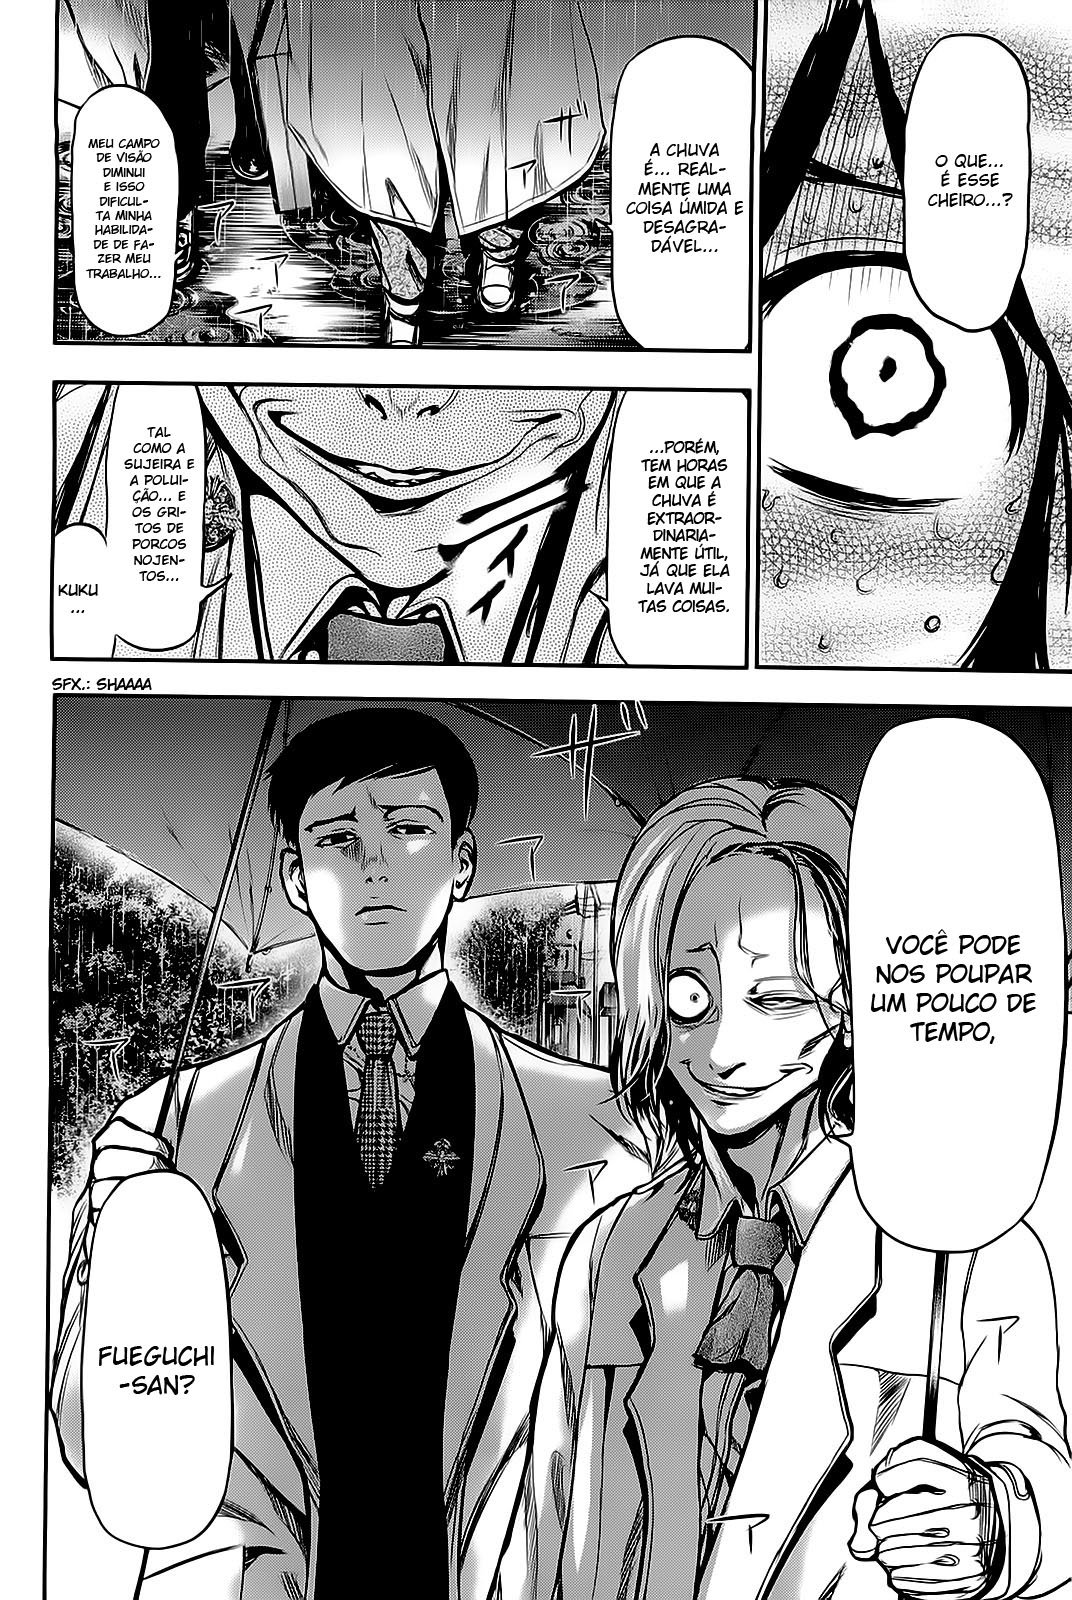 O QUE...
É ESSE
CHEIRO...?
A CHUVA
É... REAL-
MENTE UMA
COISA ÚMIDA E
DESAGRA-
DÁVEL...
MEU CAMPO
DE VISÃO
DIMINUI
E ISSO
DIFICUL-
TA MINHA
HABILIDA-
DE DE FA-
ZER MEU
TRABALHO...
...PORÉM,
TEM HORAS
EM QUE A
CHUVA É
EXTRAOR-
DINARIA-
MENTE ÚTIL,
JÁ QUE ELA
LAVA MUI-
TAS COISAS.
TAL
COMO A
SUJEIRA E
A POLUI-
ÇÃO... E
OS GRI-
TOS DE
PORCOS
NOJEN-
TOS...
KUKU
...
SFX.: SHAAAA
VOCÊ PODE
NOS POUPAR
UM POUCO DE
TEMPO,
FUEGUCHI
-SAN?